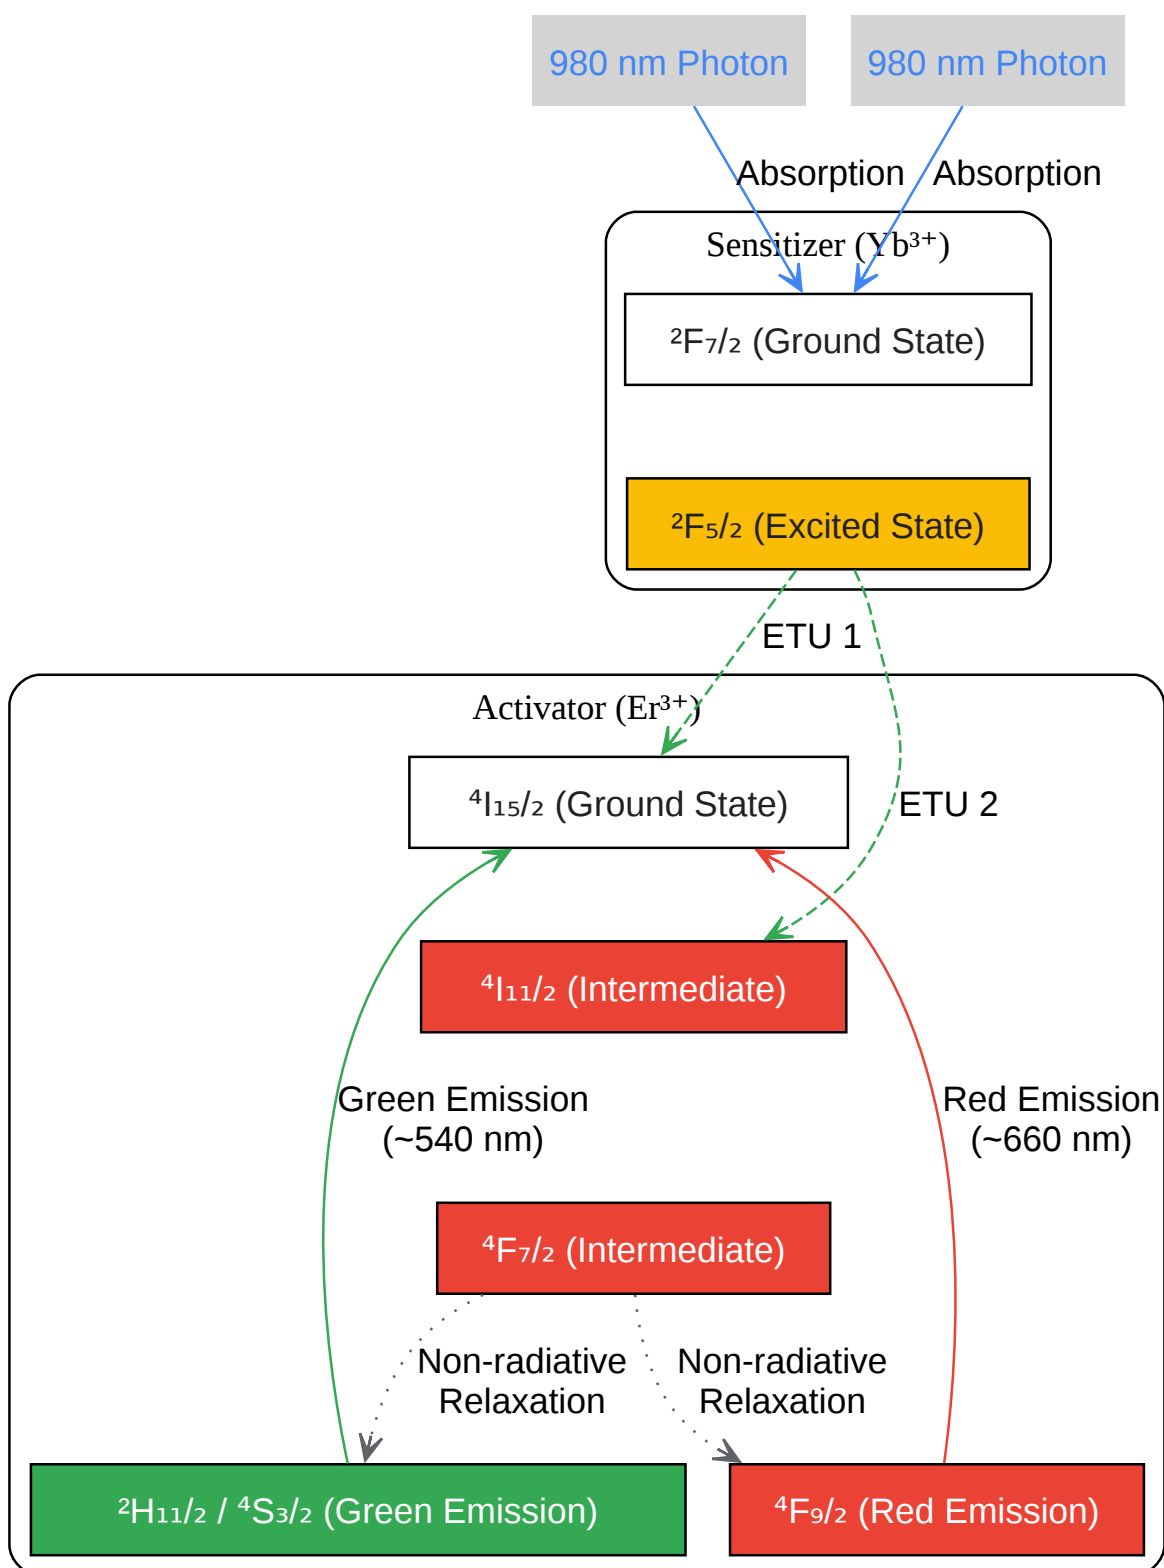 980 nm Photon
980 nm Photon
Absorption
Absorption
Sensitizer (Yb³⁺)
²F₇/₂ (Ground State)
²F₅/₂ (Excited State)
ETU 1
Activator (Er³⁺)
⁴I₁₅/₂ (Ground State)
ETU 2
⁴I₁₁/₂ (Intermediate)
Green Emission
(~540 nm)
Red Emission
(~660 nm)
⁴F₇/₂ (Intermediate)
Non-radiative
Relaxation
Non-radiative
Relaxation
²H₁₁/₂ / ⁴S₃/₂ (Green Emission)
⁴F₉/₂ (Red Emission)